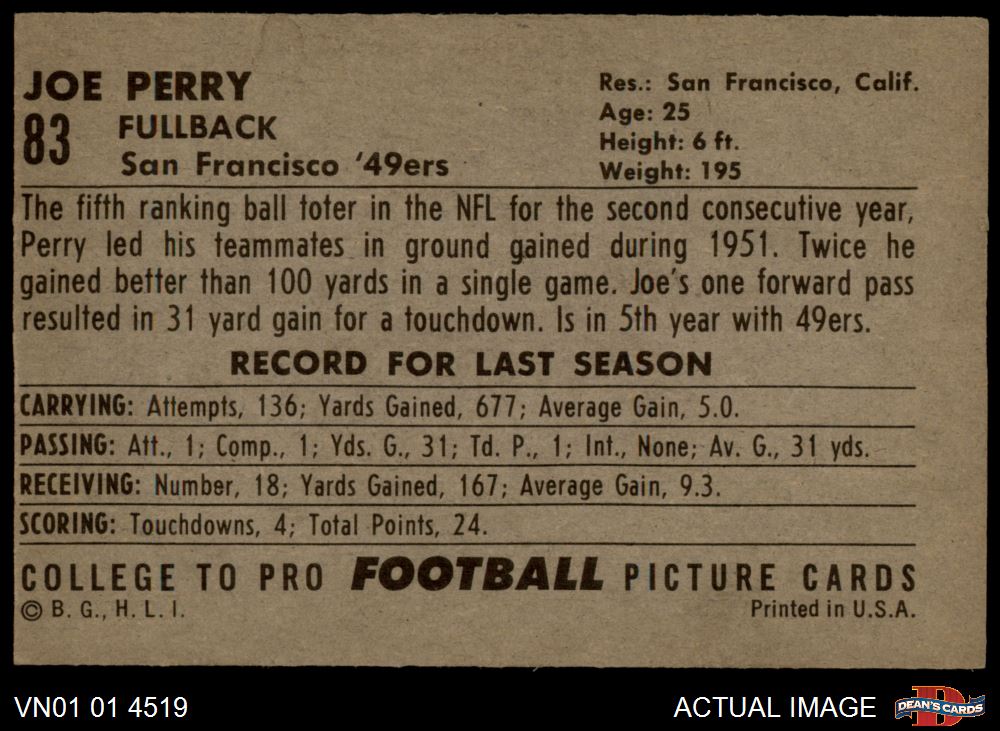 JOE PERRY
83
FULLBACK
San Francisco '49ers
Res.: San Francisco, Calif.
Age: 25
Height: 6 ft.
Weight: 195
The fifth ranking ball toter in the NFL for the second consecutive year,
Perry led his teammates in ground gained during 1951. Twice he
gained better than 100 yards in a single game. Joe's one forward pass
resulted in 31 yard gain for a touchdown. Is in 5th year with 49ers.
RECORD FOR LAST SEASON
CARRYING: Attempts, 136; Yards Gained, 677; Average Gain, 5.0.
PASSING: Att., 1; Comp., 1; Yds. G., 31; Td. P., 1; Int., None; Av. G., 31 yds.
RECEIVING: Number, 18; Yards Gained, 167; Average Gain, 9.3.
SCORING: Touchdowns, 4; Total Points, 24.
COLLEGE TO PRO FOOTBALL PICTURE CARDS
© B. G., H. L. I.
Printed in U.S.A.
VN01 01 4519
ACTUAL IMAGE
D
DEAN'S CARDS